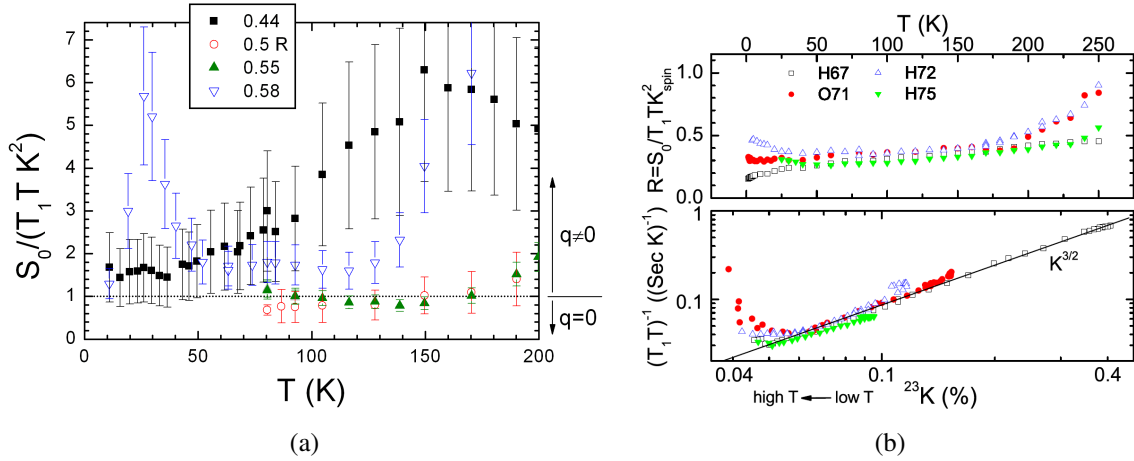 0.44
0.5 R
0.55
0.58
S₀/(T₁T K²)
7
6
5
4
3
2
1
0
0 50 100 150 200
T (K)
q≠0
q=0
(a)
T (K)
0 50 100 150 200 250
H67 H72
O71 H75
R=S₀/T₁TK²spin
1.0
0.5
0.0
(T₁T)⁻¹ ((Sec K)⁻¹)
1
0.1
K³/²
0.04 0.1 0.4
high T ← low T
²³K (%)
(b)